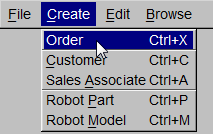 File Create Edit Browse
Order Ctrl+X
Customer Ctrl+C
Sales Associate Ctrl+A
Robot Part Ctrl+P
Robot Model Ctrl+M